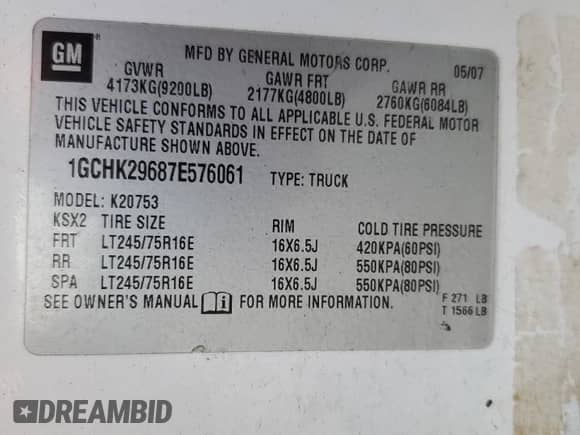 GM
MFD BY GENERAL MOTORS CORP. 05/07
GVWR GAWR FRT GAWR RR
4173KG(9200LB) 2177KG(4800LB) 2760KG(6084LB)
THIS VEHICLE CONFORMS TO ALL APPLICABLE U.S. FEDERAL MOTOR
VEHICLE SAFETY STANDARDS IN EFFECT ON THE DATE OF
MANUFACTURE SHOWN ABOVE.
1GCHK29687E576061 TYPE: TRUCK
MODEL: K20753
KSX2 TIRE SIZE RIM COLD TIRE PRESSURE
FRT LT245/75R16E 16X6.5J 420KPA(60PSI)
RR LT245/75R16E 16X6.5J 550KPA(80PSI)
SPA LT245/75R16E 16X6.5J 550KPA(80PSI)
SEE OWNER'S MANUAL i FOR MORE INFORMATION.
F 271 LB
T 1566 LB
DREAMBID